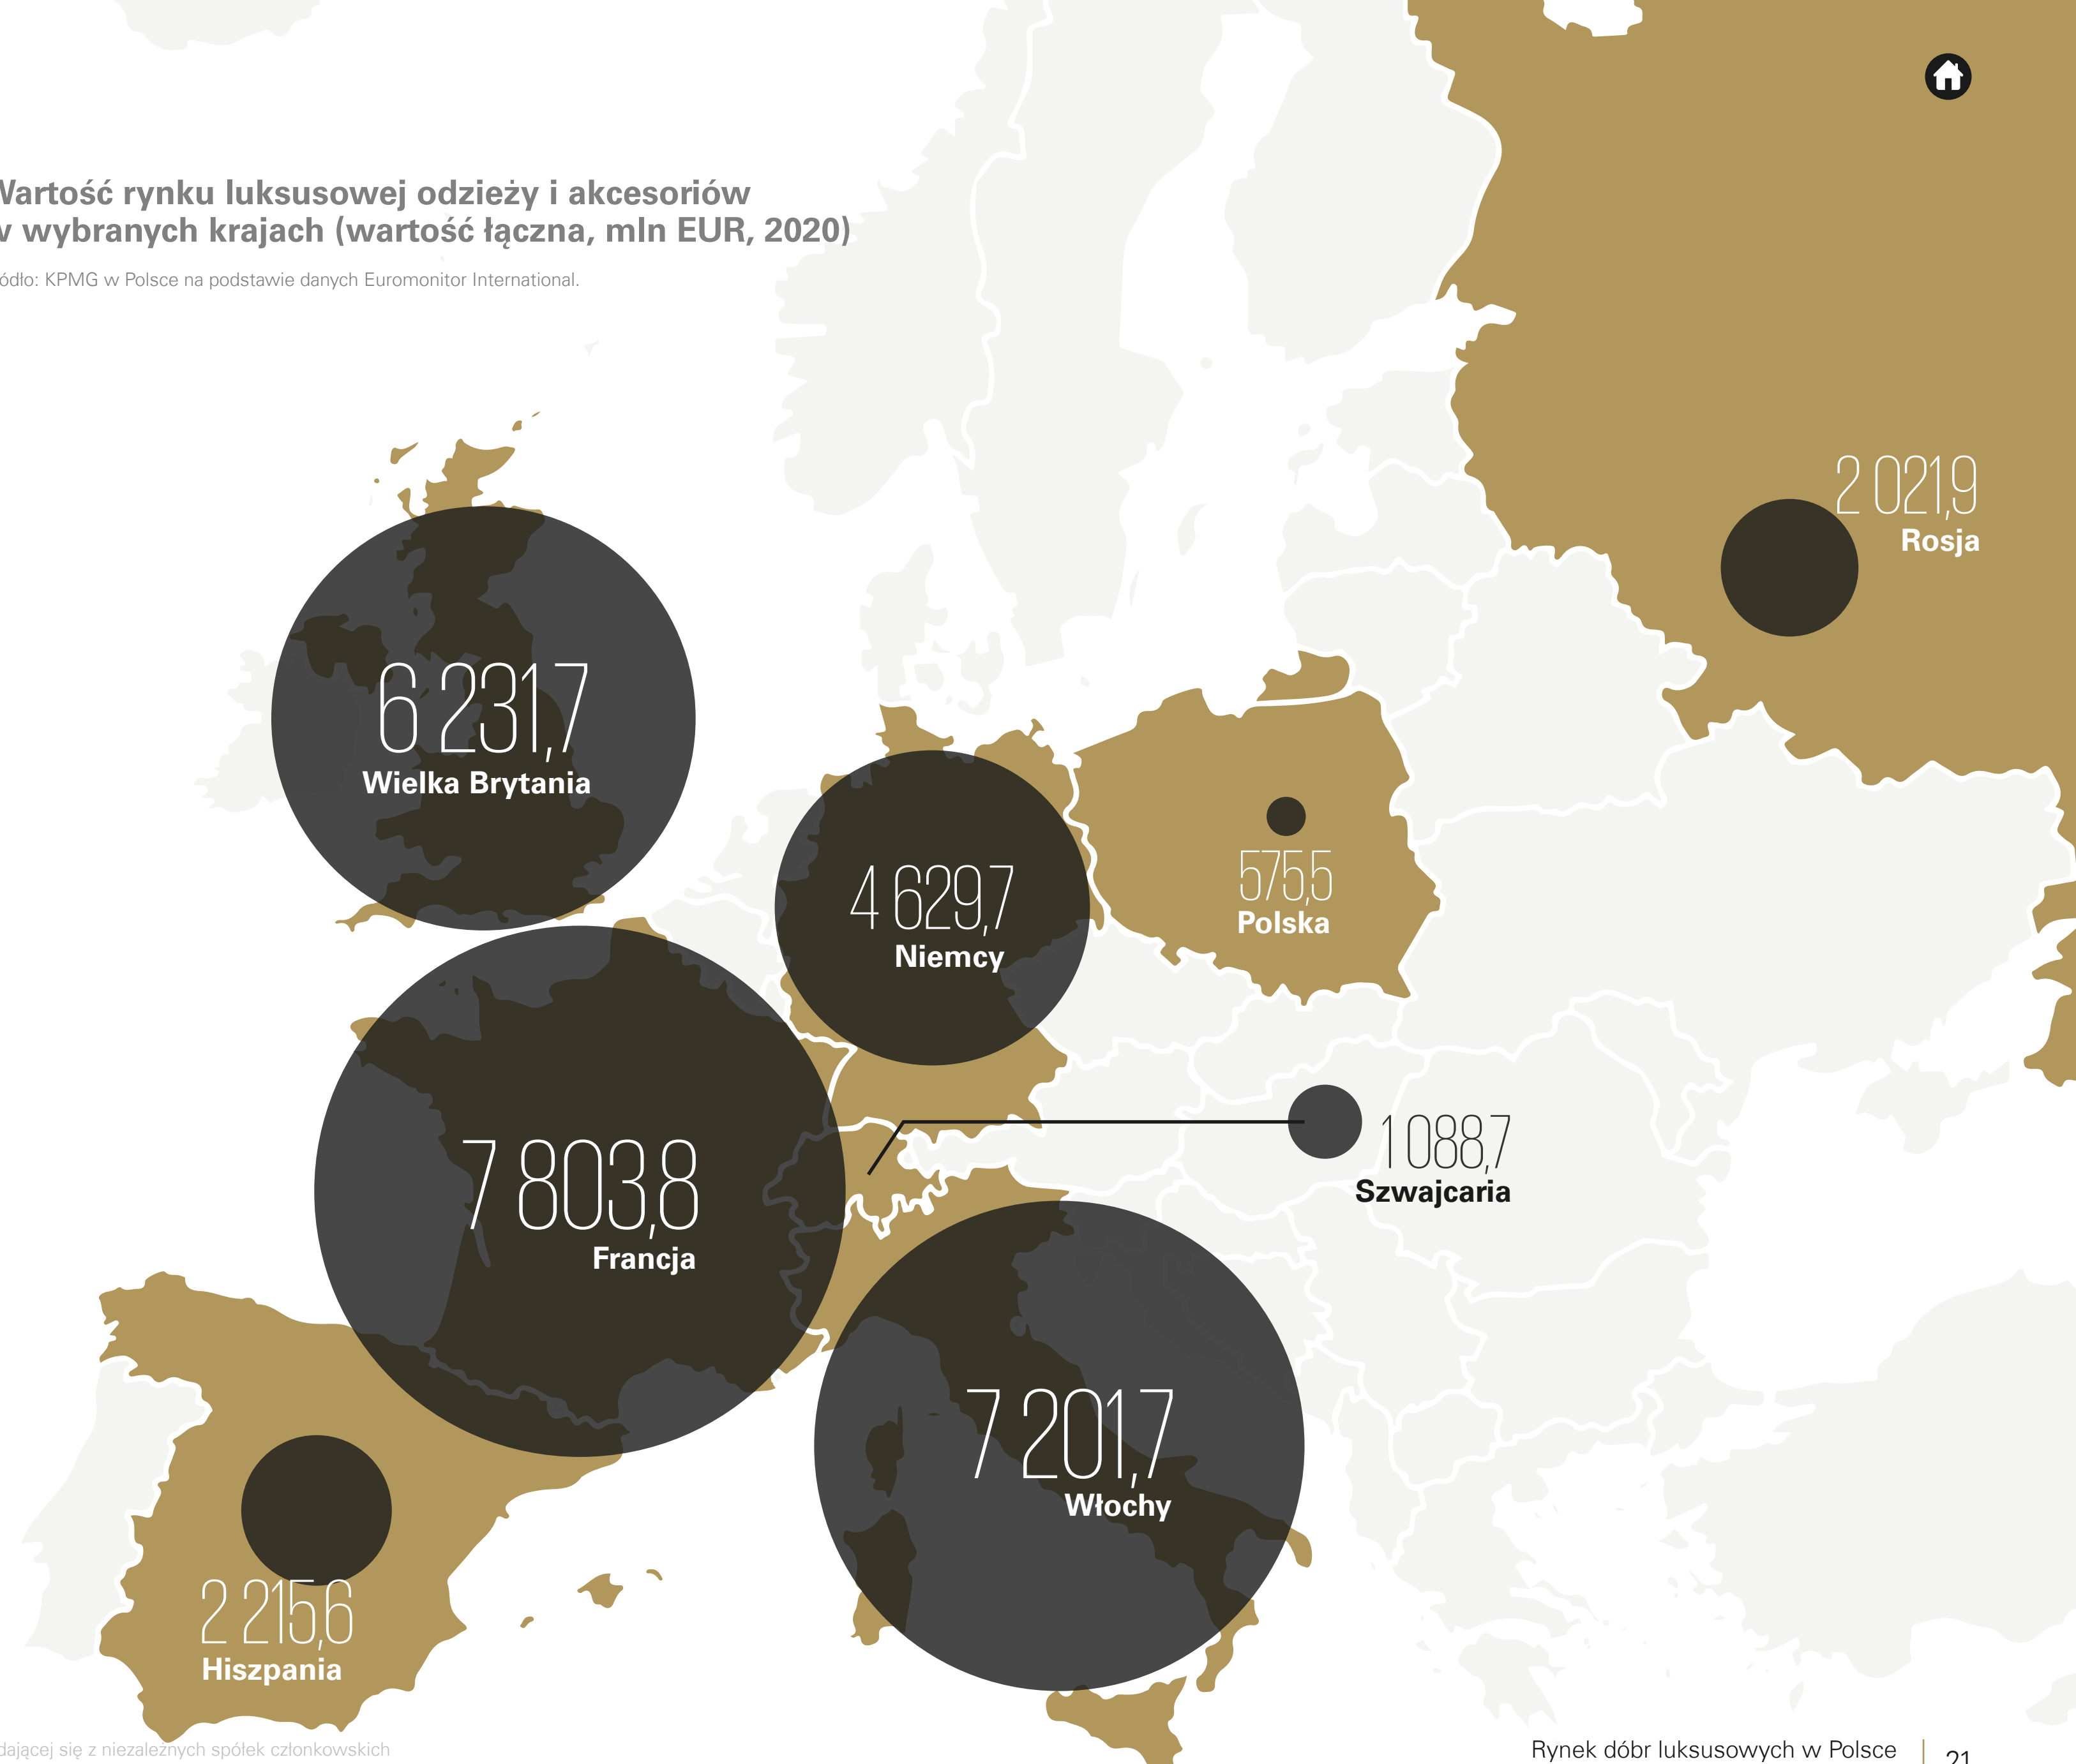 Wartość rynku luksusowej odzieży i akcesoriów
w wybranych krajach (wartość łączna, mln EUR, 2020)
ródło: KPMG w Polsce na podstawie danych Euromonitor International.
2 021,9
Rosja
6 231,7
Wielka Brytania
4 629,7
Niemcy
575,5
Polska
1 088,7
Szwajcaria
7 803,8
Francja
7 201,7
Włochy
2 215,6
Hiszpania
dającej się z niezależnych spółek członkowskich
Rynek dóbr luksusowych w Polsce
21